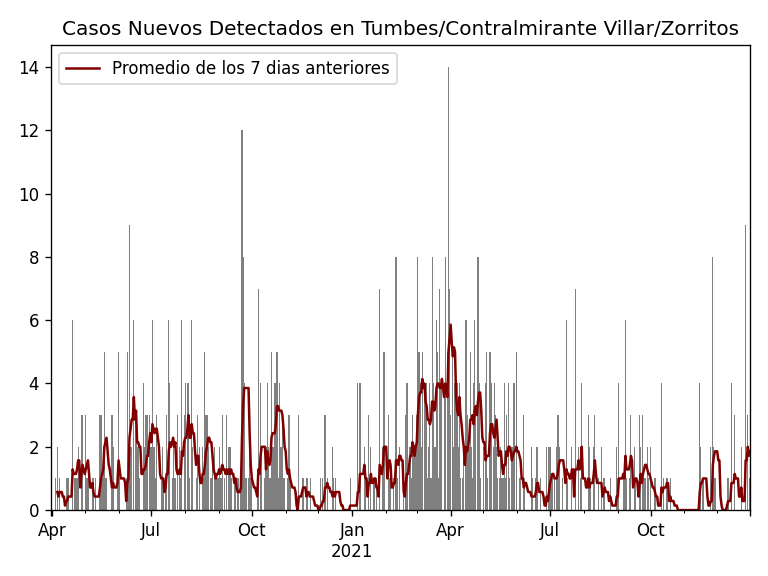 Casos Nuevos Detectados en Tumbes/Contralmirante Villar/Zorritos
Promedio de los 7 dias anteriores
14
12
10
8
6
4
2
0
Apr
Jul
Oct
Jan
2021
Apr
Jul
Oct